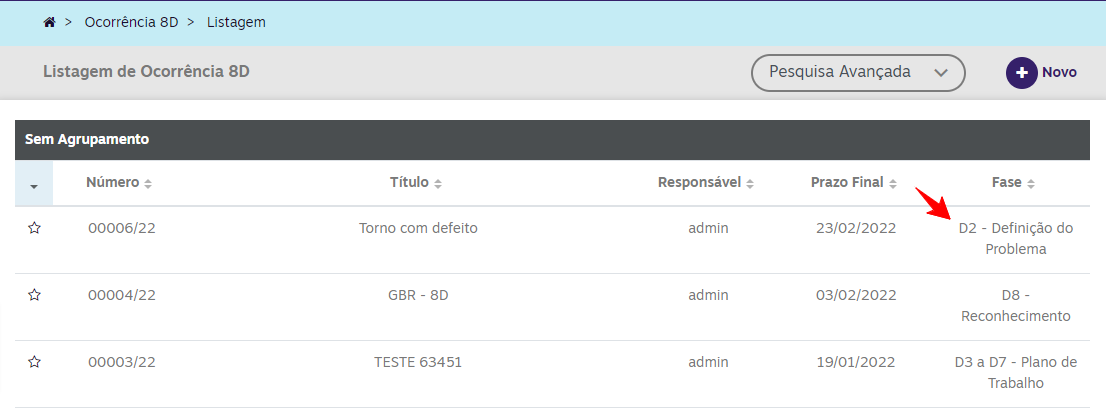 > Ocorrência 8D > Listagem
Listagem de Ocorrência 8D
Pesquisa Avançada
+ Novo
Sem Agrupamento
Número Título Responsável Prazo Final Fase
00006/22 Torno com defeito admin 23/02/2022 D2 - Definição do
Problema
00004/22 GBR - 8D admin 03/02/2022 D8 -
Reconhecimento
00003/22 TESTE 63451 admin 19/01/2022 D3 a D7 - Plano de
Trabalho